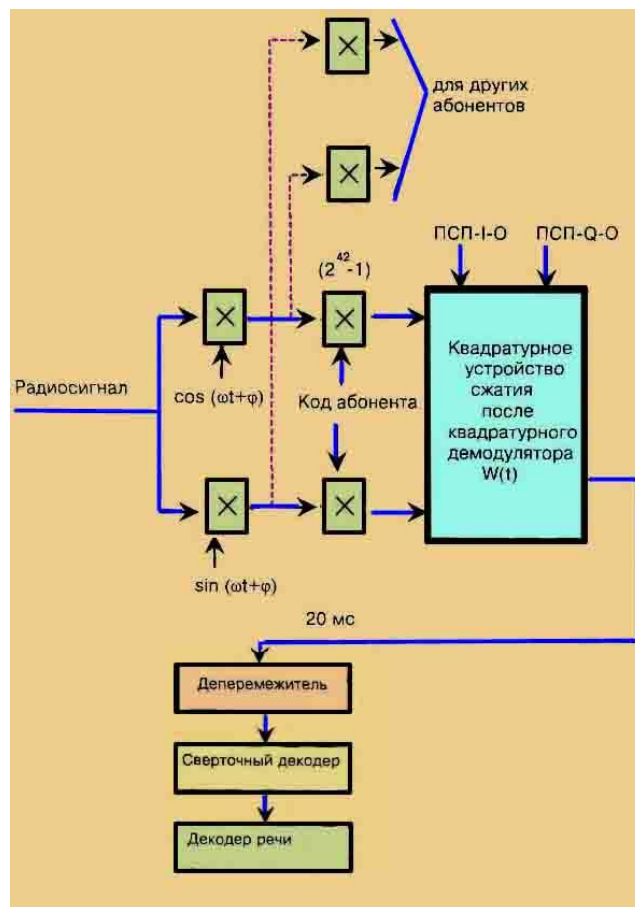 ×
для других
абонентов
×
ПСП-I-O ПСП-Q-O
(2^42-1)
× ×
Радиосигнал
cos (ωt+φ)
Код абонента
Квадратурное
устройство
сжатия
после
квадратурного
демодулятора
W(t)
× ×
sin (ωt+φ)
20 мс
Деперемежитель
Сверточный декодер
Декодер речи